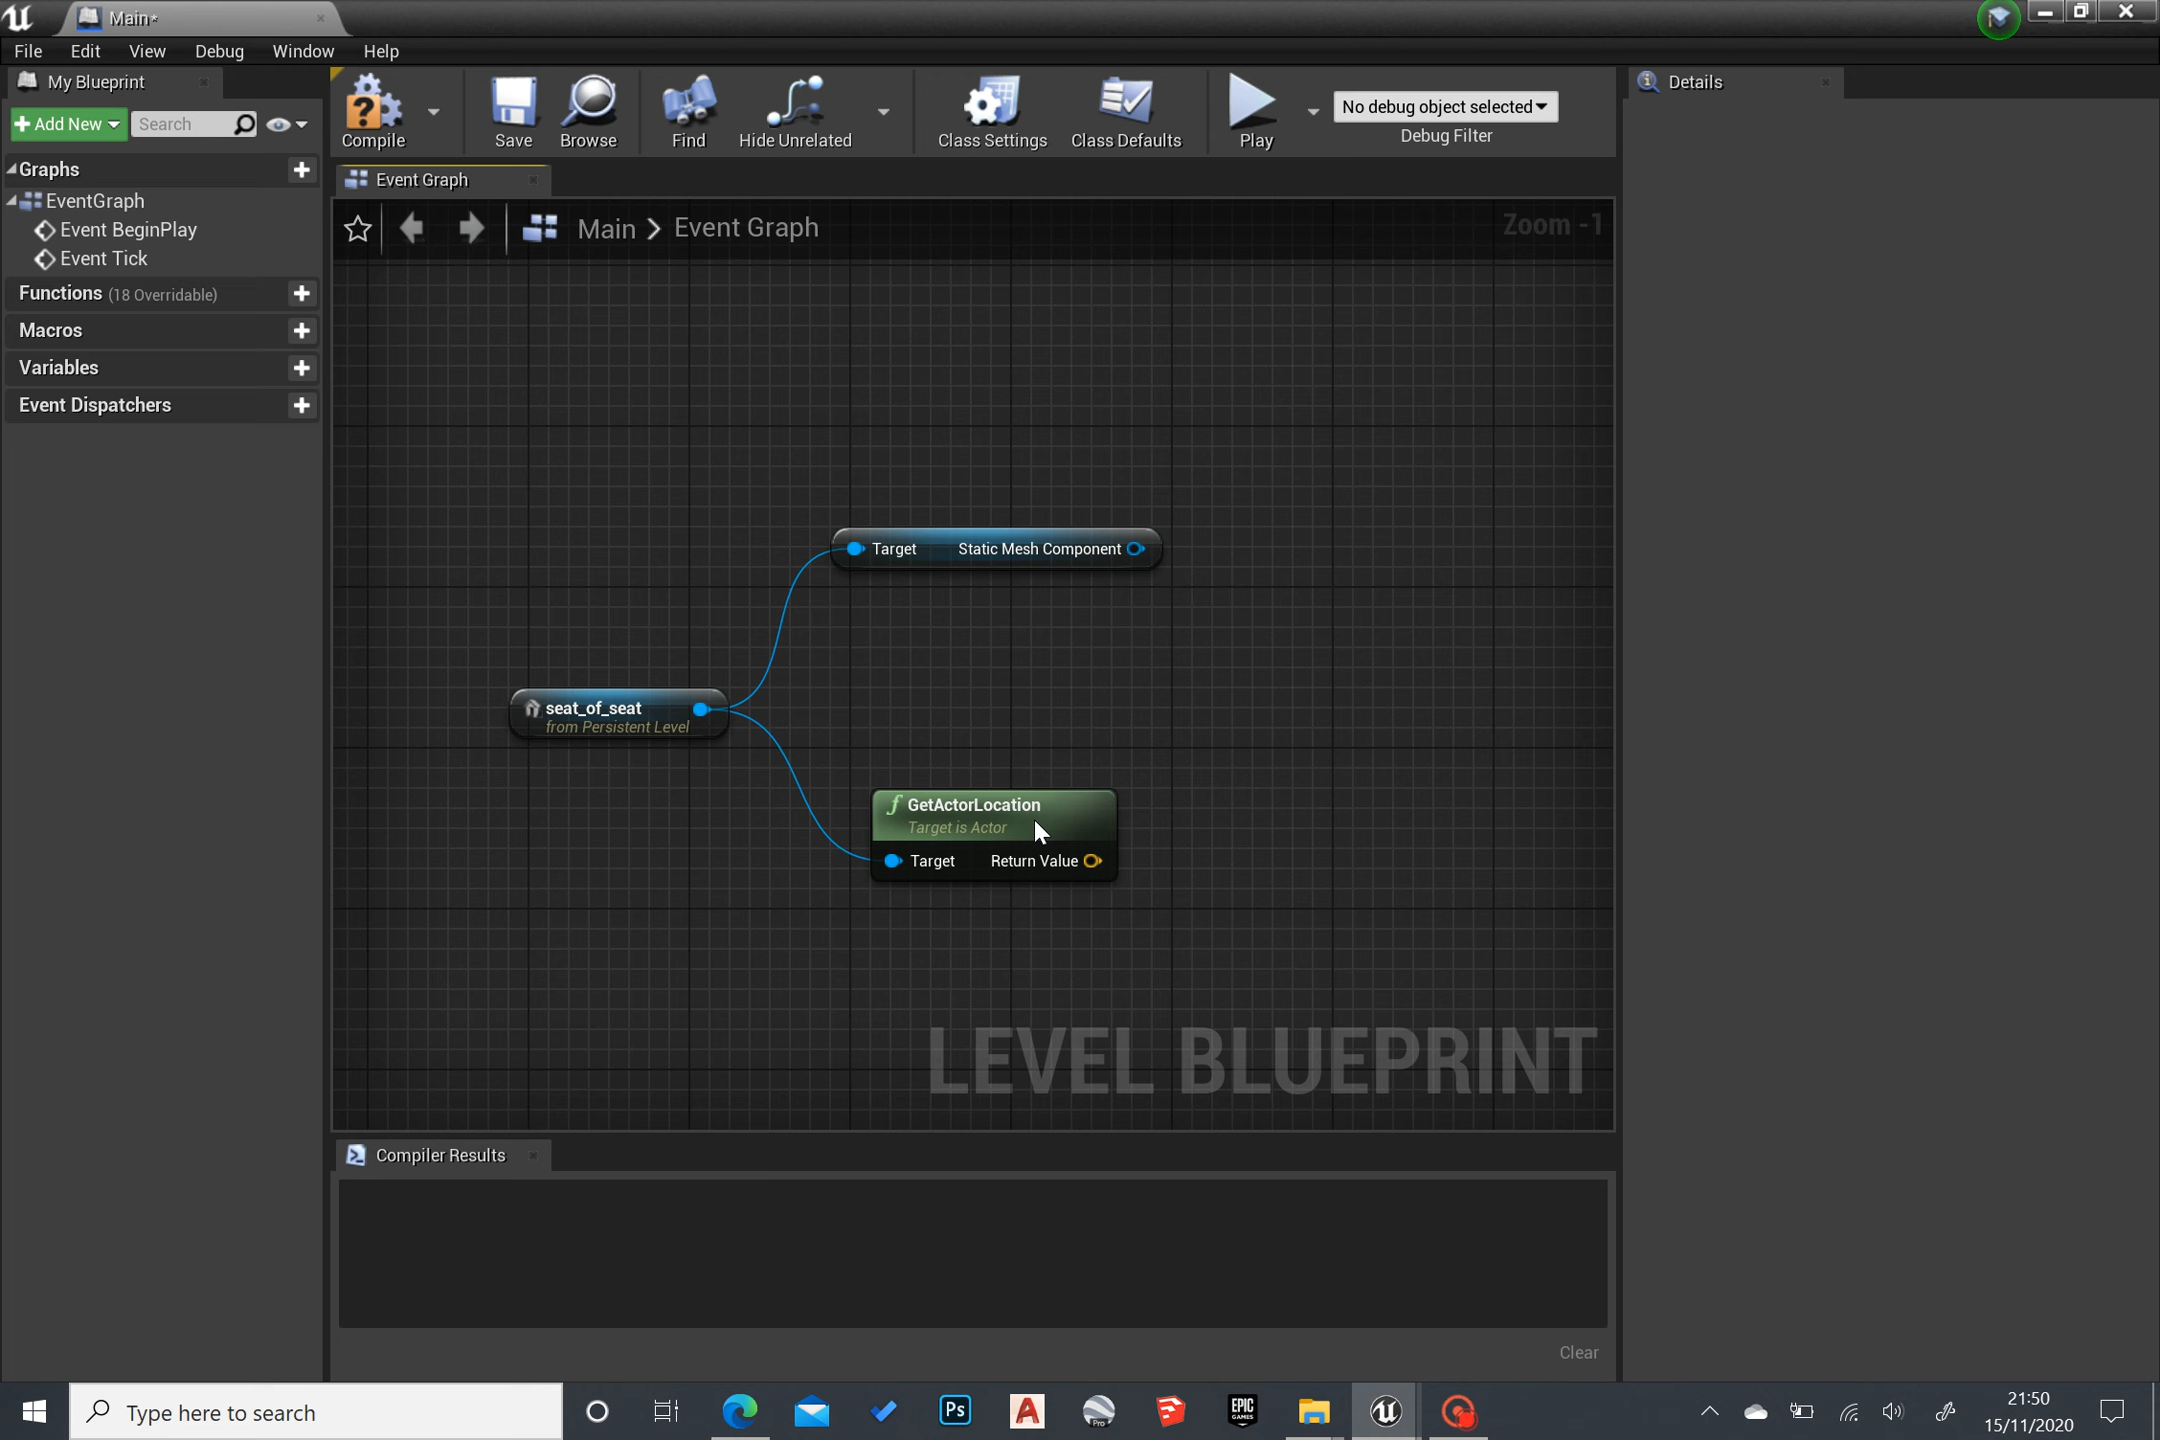 Main*
File Edit View Debug Window Help
My Blueprint
Add New Search
Graphs
EventGraph
Event BeginPlay
Event Tick
Functions (18 Overridable)
Macros
Variables
Event Dispatchers
Compile Save Browse Find Hide Unrelated Class Settings Class Defaults Play
No debug object selected
Debug Filter
Details
Event Graph
Main > Event Graph
Zoom -1
Target Static Mesh Component
seat_of_seat
from Persistent Level
f GetActorLocation
Target is Actor
Target Return Value
LEVEL BLUEPRINT
Compiler Results
Clear
Type here to search
Ps
A
Pro
EPIC
GAMES
21:50
15/11/2020